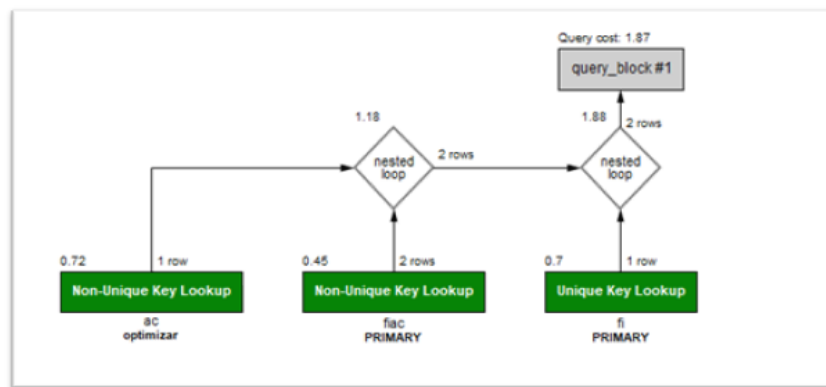 Query cost: 1.87
query_block #1
1.18
1.88
2 rows
nested
loop
2 rows
nested
loop
0.72
1 row
0.45
2 rows
0.7
1 row
Non-Unique Key Lookup
Non-Unique Key Lookup
Unique Key Lookup
ac
fiac
fi
optimizar
PRIMARY
PRIMARY